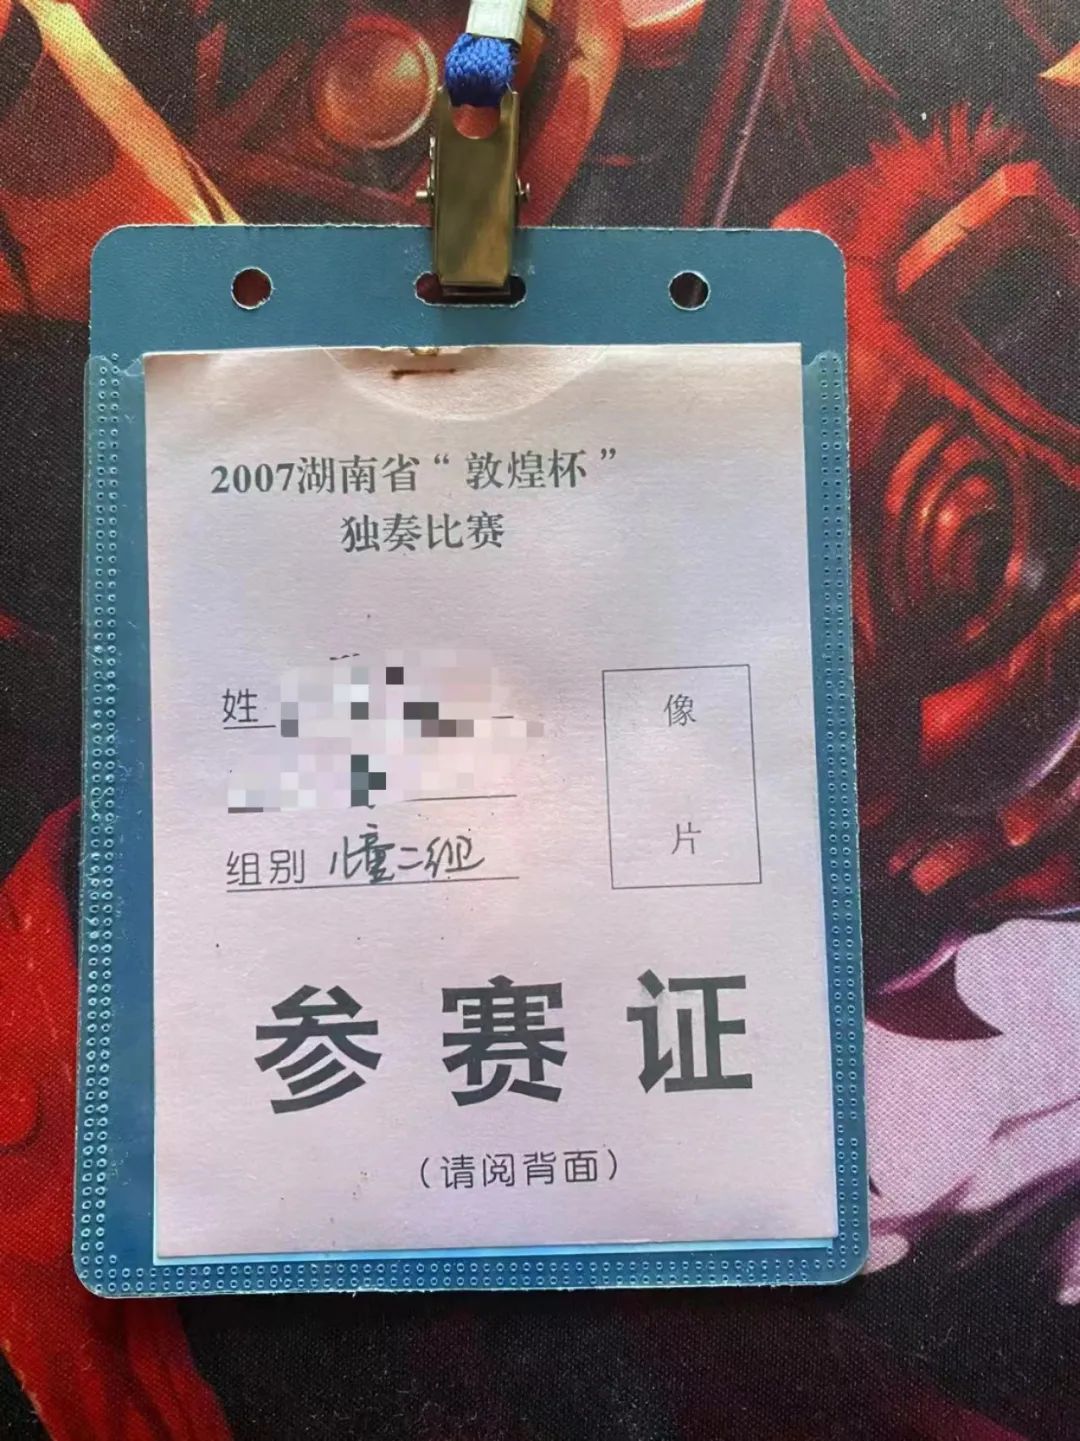 2007湖南省“敦煌杯”
独奏比赛
姓
像
片
组别 儿童二组
参赛证
（请阅背面）